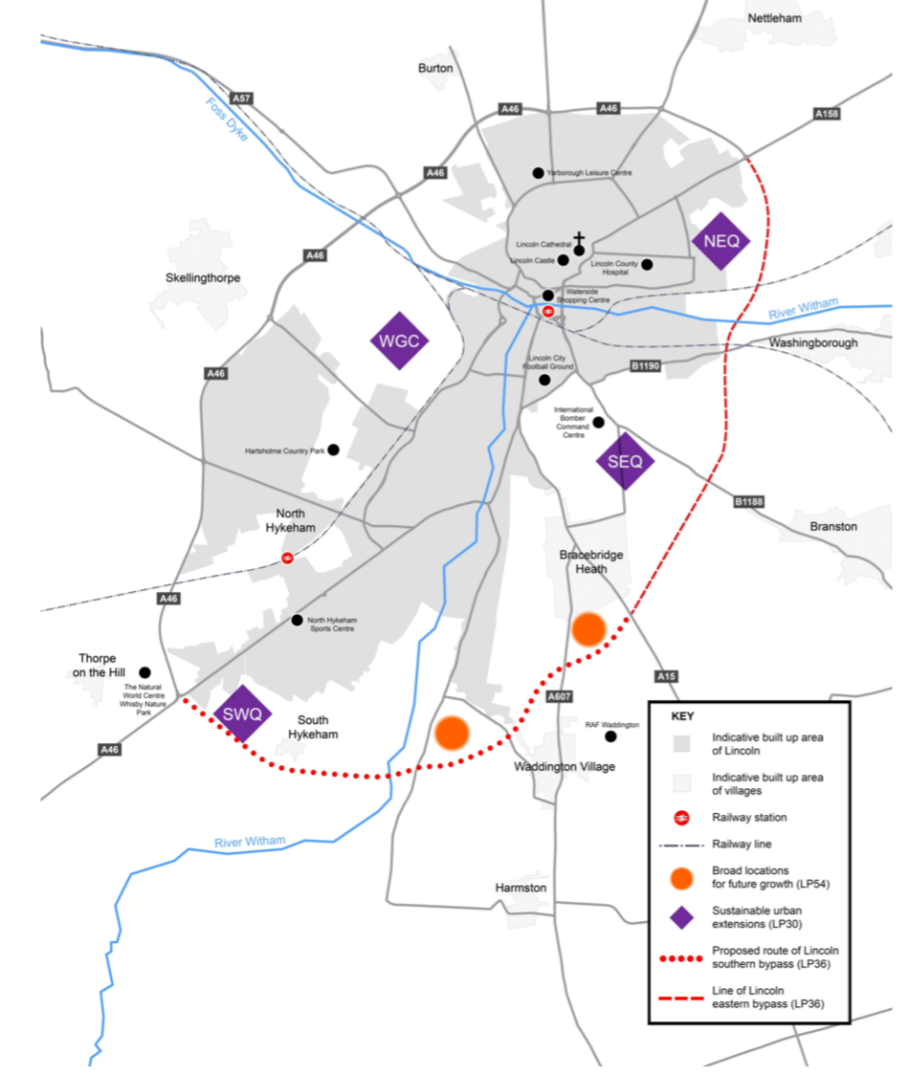 Nettleham
Burton
A57
A46
A46
A158
Foss Dyke
A46
Yarborough Leisure Centre
NEQ
Lincoln Cathedral
Lincoln Castle
Lincoln County
Hospital
A46
Skellingthorpe
Waterside
Shopping Centre
River Witham
WGC
Washingborough
Lincoln City
Football Ground
B1190
A46
International
Bomber
Command
Centre
Hartsholme Country Park
SEQ
B1188
North
Hykeham
Branston
Bracebridge
Heath
A46
North Hykeham
Sports Centre
Thorpe
on the Hill
The Natural
World Centre
Whisby Nature
Park
A15
A607
SWQ
South
Hykeham
RAF Waddington
A46
Waddington Village
River Witham
Harmston
KEY
Indicative built up area
of Lincoln
Indicative built up area
of villages
Railway station
Railway line
Broad locations
for future growth (LP54)
Sustainable urban
extensions (LP30)
Proposed route of Lincoln
southern bypass (LP36)
Line of Lincoln
eastern bypass (LP36)